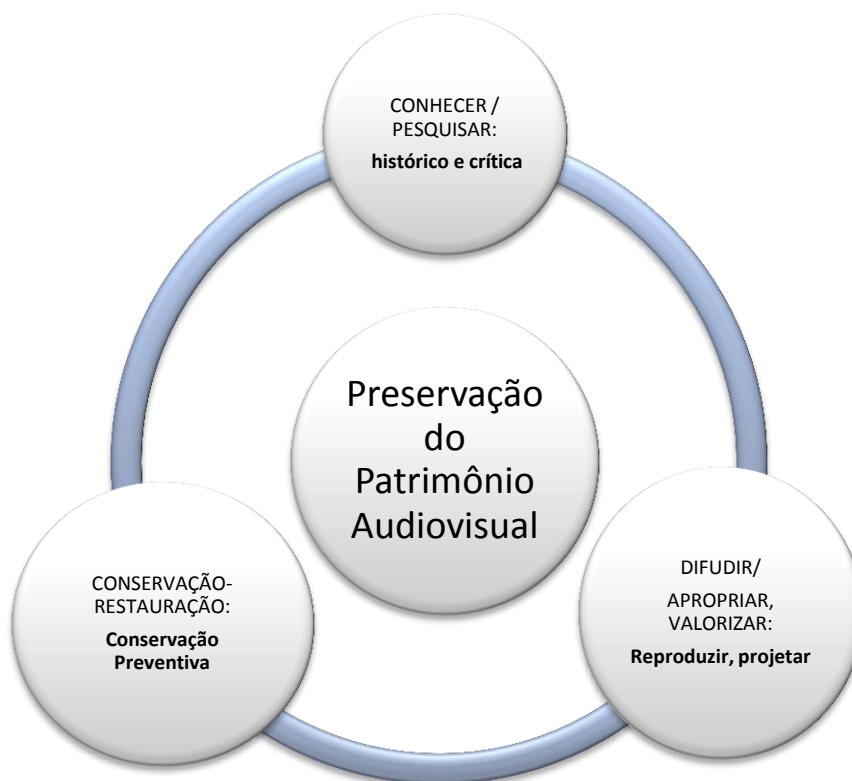 CONHECER /
PESQUISAR:
histórico e crítica
Preservação
do
Patrimônio
Audiovisual
CONSERVAÇÃO-
RESTAURAÇÃO:
Conservação
Preventiva
DIFUDIR/
APROPRIAR,
VALORIZAR:
Reproduzir, projetar